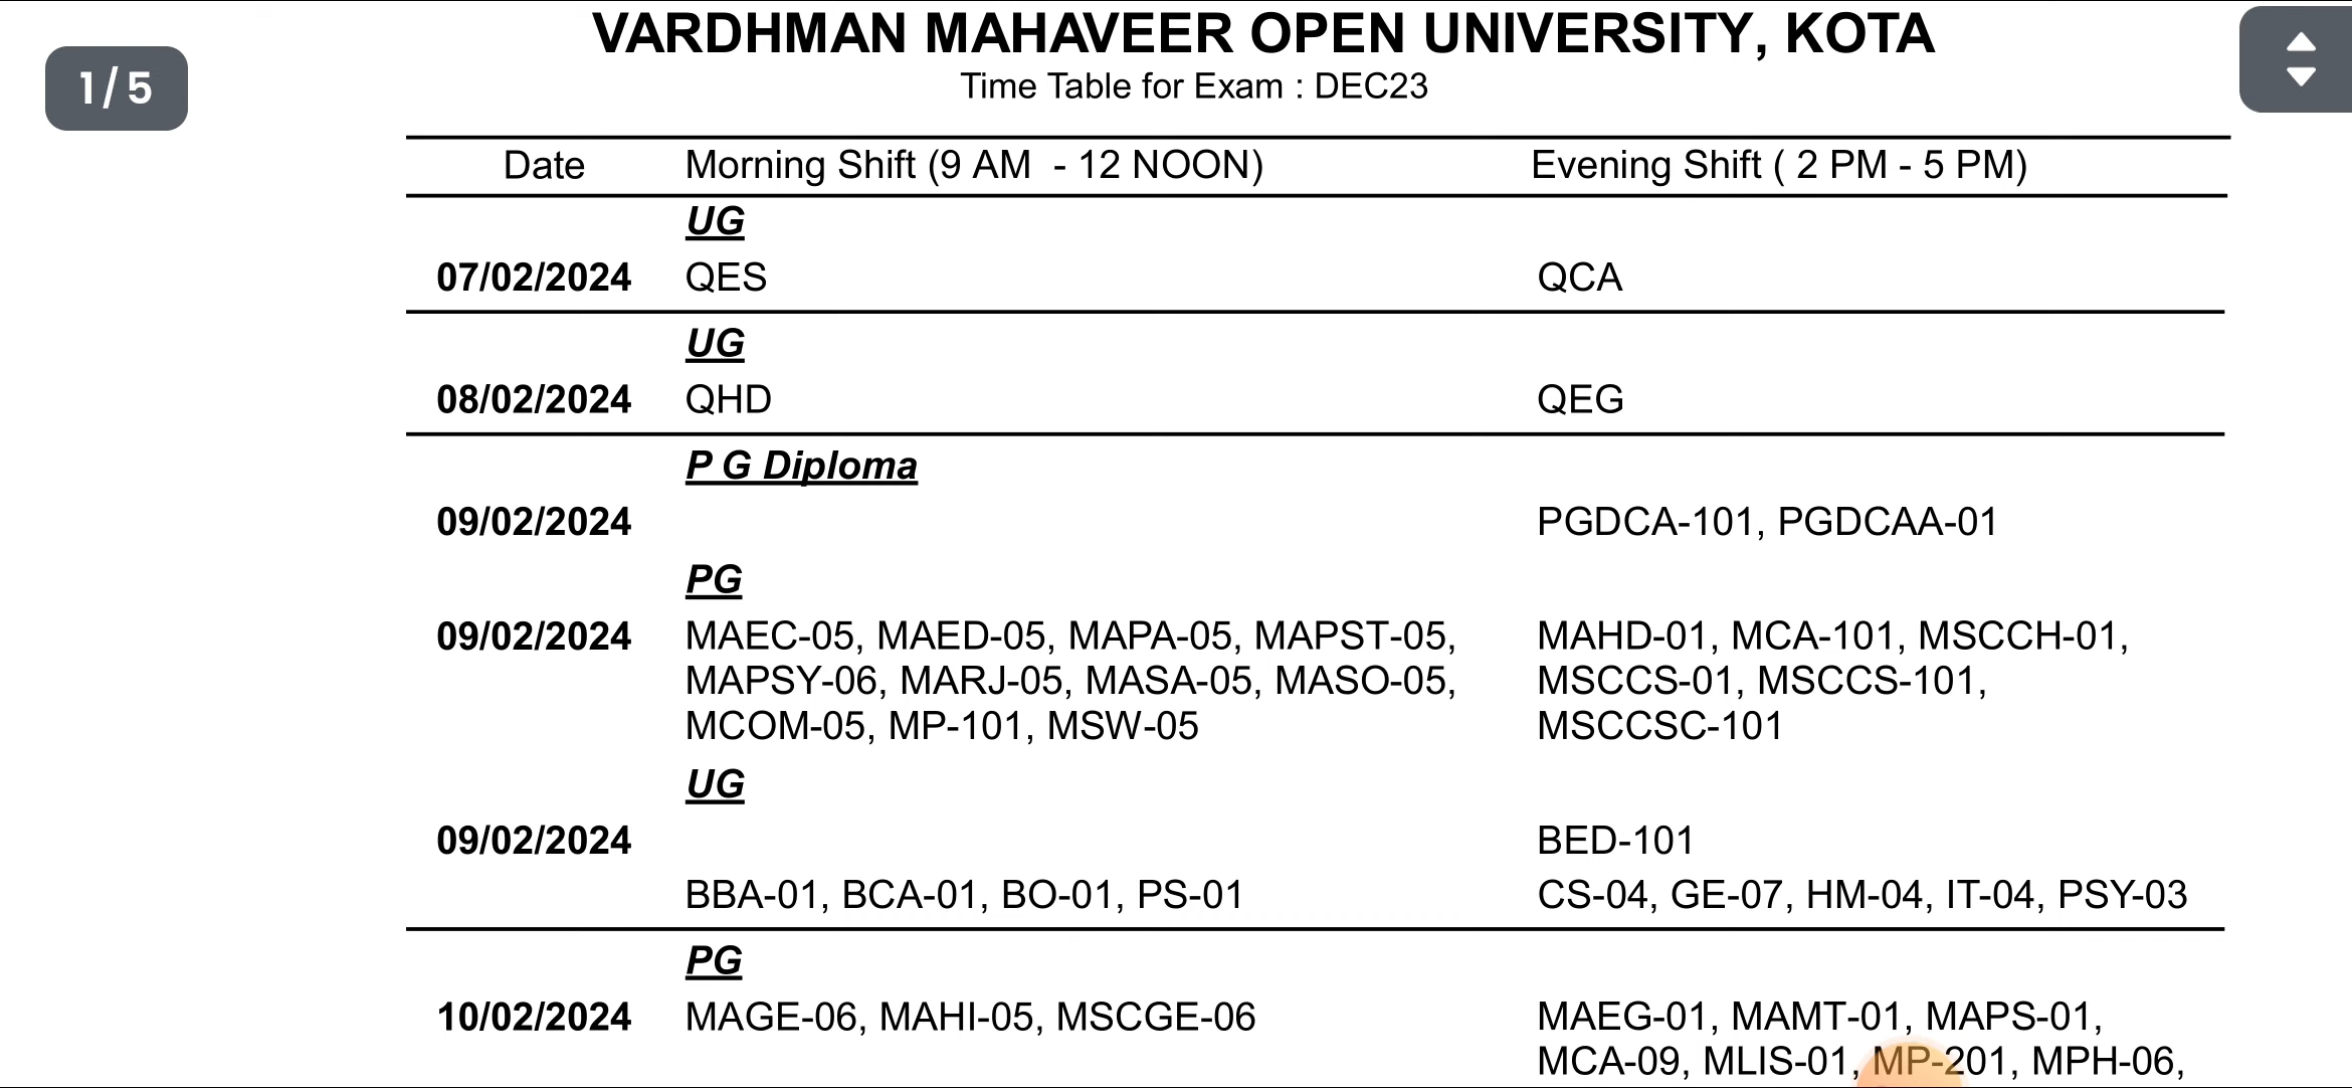 VARDHMAN MAHAVEER OPEN UNIVERSITY, KOTA
1/5
Time Table for Exam : DEC23
Date Morning Shift (9 AM - 12 NOON) Evening Shift ( 2 PM - 5 PM)
UG
07/02/2024 QES QCA
UG
08/02/2024 QHD QEG
P G Diploma
09/02/2024 PGDCA-101, PGDCAA-01
PG
09/02/2024 MAEC-05, MAED-05, MAPA-05, MAPST-05, MAHD-01, MCA-101, MSCCH-01,
MAPSY-06, MARJ-05, MASA-05, MASO-05, MSCCS-01, MSCCS-101,
MCOM-05, MP-101, MSW-05 MSCCSC-101
UG
09/02/2024 BED-101
BBA-01, BCA-01, BO-01, PS-01 CS-04, GE-07, HM-04, IT-04, PSY-03
PG
10/02/2024 MAGE-06, MAHI-05, MSCGE-06 MAEG-01, MAMT-01, MAPS-01,
MCA-09, MLIS-01, MP-201, MPH-06,